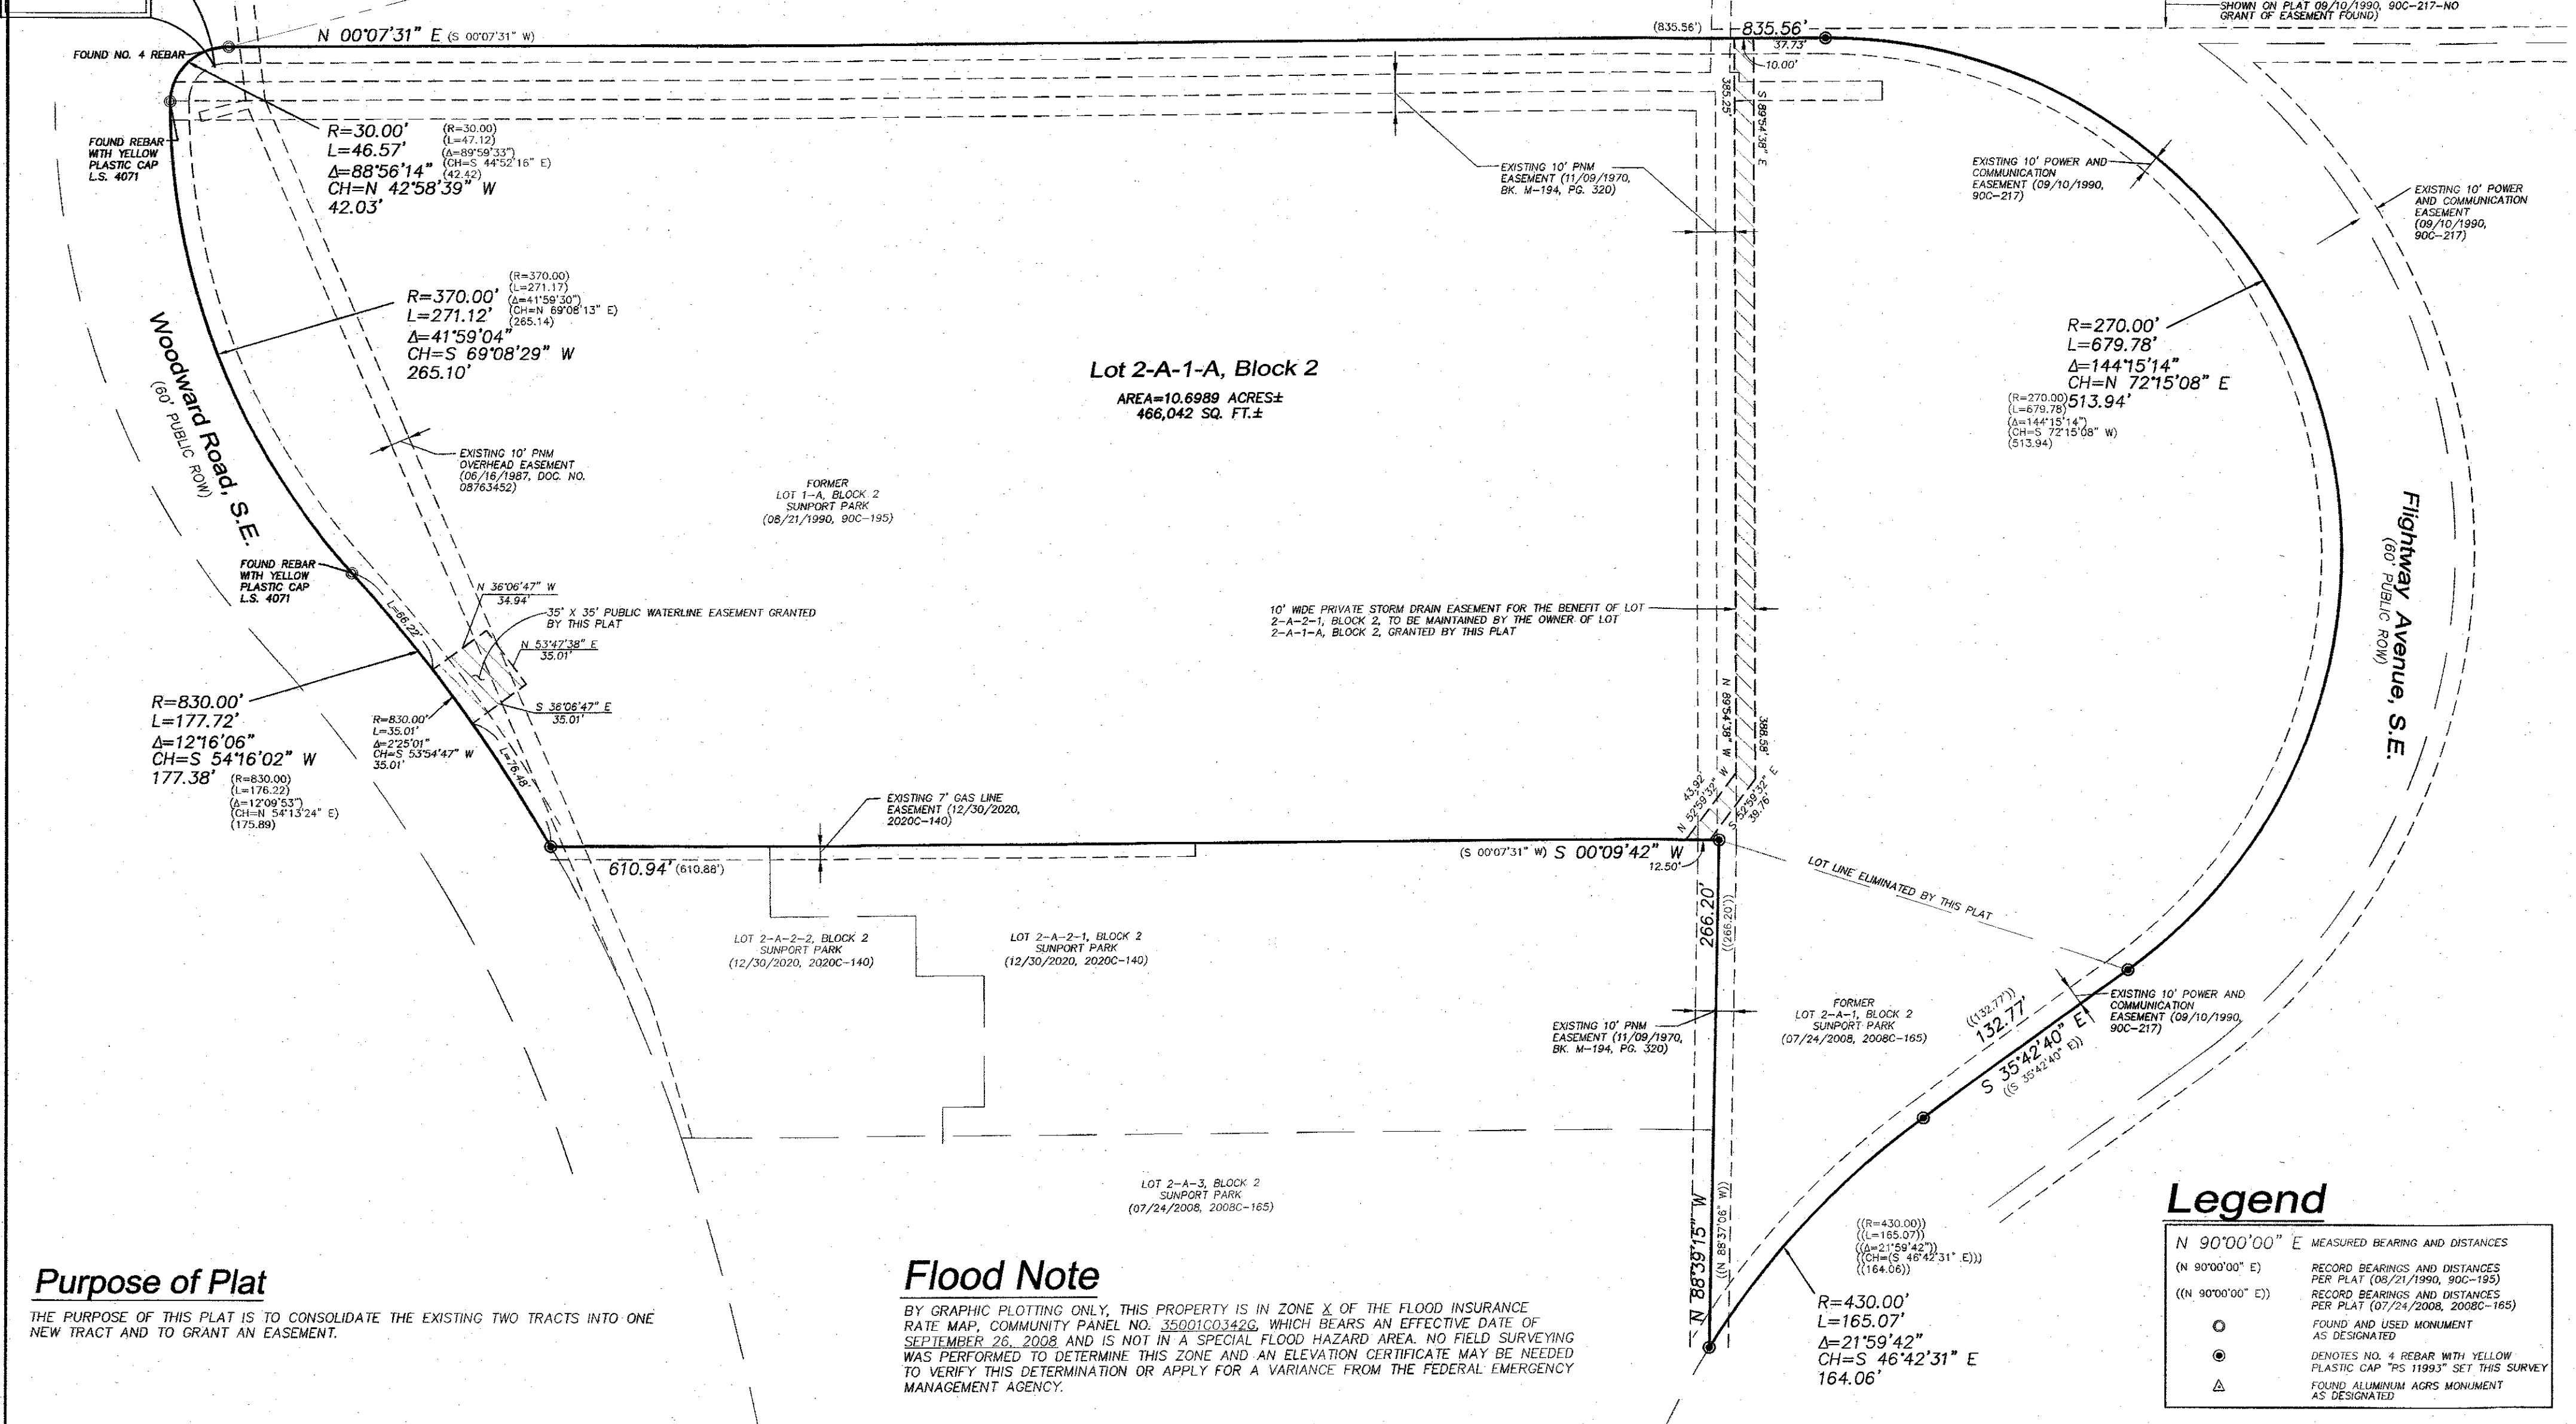 SHOWN ON PLAT 09/10/1990, 90C-217-NO
GRANT OF EASEMENT FOUND)
N 00°07'31" E (S 00°07'31" W)
(835.56')
835.56'
37.73'
10.00'
FOUND NO. 4 REBAR
385.25'
S 89°54'38" E
FOUND REBAR
WITH YELLOW
PLASTIC CAP
L.S. 4071
R=30.00'
L=46.57'
Δ=88°56'14"
CH=N 42°58'39" W
42.03'
(R=30.00)
(L=47.12)
(Δ=89°59'33")
(CH=S 44°52'16" E)
(42.42)
EXISTING 10' PNM
EASEMENT (11/09/1970,
BK. M-194, PG. 320)
EXISTING 10' POWER AND
COMMUNICATION
EASEMENT (09/10/1990,
90C-217)
EXISTING 10' POWER
AND COMMUNICATION
EASEMENT
(09/10/1990,
90C-217)
R=370.00'
L=271.12'
Δ=41°59'04"
CH=S 69°08'29" W
265.10'
(R=370.00)
(L=271.17)
(Δ=41°59'30")
(CH=N 69°08'13" E)
(265.14)
Woodward Road, S.E.
(60' PUBLIC ROW)
Lot 2-A-1-A, Block 2
AREA=10.6989 ACRES±
466,042 SQ. FT.±
R=270.00'
L=679.78'
Δ=144°15'14"
CH=N 72°15'08" E
513.94'
(R=270.00)
(L=679.78)
(Δ=144°15'14")
(CH=S 72°15'08" W)
(513.94)
EXISTING 10' PNM
OVERHEAD EASEMENT
(06/16/1987, DOC. NO.
08763452)
FORMER
LOT 1-A, BLOCK 2
SUNPORT PARK
(08/21/1990, 90C-195)
Flightway Avenue, S.E.
(60' PUBLIC ROW)
FOUND REBAR
WITH YELLOW
PLASTIC CAP
L.S. 4071
L=66.22'
N 36°06'47" W
34.94'
35' X 35' PUBLIC WATERLINE EASEMENT GRANTED
BY THIS PLAT
N 53°47'38" E
35.01'
S 36°06'47" E
35.01'
10' WIDE PRIVATE STORM DRAIN EASEMENT FOR THE BENEFIT OF LOT
2-A-2-1, BLOCK 2, TO BE MAINTAINED BY THE OWNER OF LOT
2-A-1-A, BLOCK 2, GRANTED BY THIS PLAT
R=830.00'
L=177.72'
Δ=12°16'06"
CH=S 54°16'02" W
177.38'
(R=830.00)
(L=176.22)
(Δ=12°09'53")
(CH=N 54°13'24" E)
(175.89)
R=830.00'
L=35.01'
Δ=2°25'01"
CH=S 53°54'47" W
35.01'
L=76.48'
N 89°54'38" W
388.58'
43.92'
N 52°59'32" W
S 52°59'32" E
39.76'
EXISTING 7' GAS LINE
EASEMENT (12/30/2020,
2020C-140)
610.94' (610.88')
(S 00°07'31" W) S 00°09'42" W
12.50'
LOT LINE ELIMINATED BY THIS PLAT
266.20'
((266.20'))
LOT 2-A-2-2, BLOCK 2
SUNPORT PARK
(12/30/2020, 2020C-140)
LOT 2-A-2-1, BLOCK 2
SUNPORT PARK
(12/30/2020, 2020C-140)
EXISTING 10' PNM
EASEMENT (11/09/1970,
BK. M-194, PG. 320)
FORMER
LOT 2-A-1, BLOCK 2
SUNPORT PARK
(07/24/2008, 2008C-165)
((132.77'))
132.77'
S 35°42'40" E
((S 35°42'40" E))
EXISTING 10' POWER AND
COMMUNICATION
EASEMENT (09/10/1990,
90C-217)
LOT 2-A-3, BLOCK 2
SUNPORT PARK
(07/24/2008, 2008C-165)
N 88°39'15" W
((N 88°37'06" W))
((R=430.00))
((L=165.07))
((Δ=21°59'42"))
((CH=(S 46°42'31" E)))
((164.06))
R=430.00'
L=165.07'
Δ=21°59'42"
CH=S 46°42'31" E
164.06'
Purpose of Plat
THE PURPOSE OF THIS PLAT IS TO CONSOLIDATE THE EXISTING TWO TRACTS INTO ONE
NEW TRACT AND TO GRANT AN EASEMENT.
Flood Note
BY GRAPHIC PLOTTING ONLY, THIS PROPERTY IS IN ZONE X OF THE FLOOD INSURANCE
RATE MAP, COMMUNITY PANEL NO. 35001C0342G, WHICH BEARS AN EFFECTIVE DATE OF
SEPTEMBER 26, 2008 AND IS NOT IN A SPECIAL FLOOD HAZARD AREA. NO FIELD SURVEYING
WAS PERFORMED TO DETERMINE THIS ZONE AND AN ELEVATION CERTIFICATE MAY BE NEEDED
TO VERIFY THIS DETERMINATION OR APPLY FOR A VARIANCE FROM THE FEDERAL EMERGENCY
MANAGEMENT AGENCY.
Legend
N 90°00'00" E MEASURED BEARING AND DISTANCES
(N 90°00'00" E) RECORD BEARINGS AND DISTANCES
PER PLAT (08/21/1990, 90C-195)
((N 90°00'00" E)) RECORD BEARINGS AND DISTANCES
PER PLAT (07/24/2008, 2008C-165)
FOUND AND USED MONUMENT
AS DESIGNATED
DENOTES NO. 4 REBAR WITH YELLOW
PLASTIC CAP "PS 11993" SET THIS SURVEY
FOUND ALUMINUM AGRS MONUMENT
AS DESIGNATED